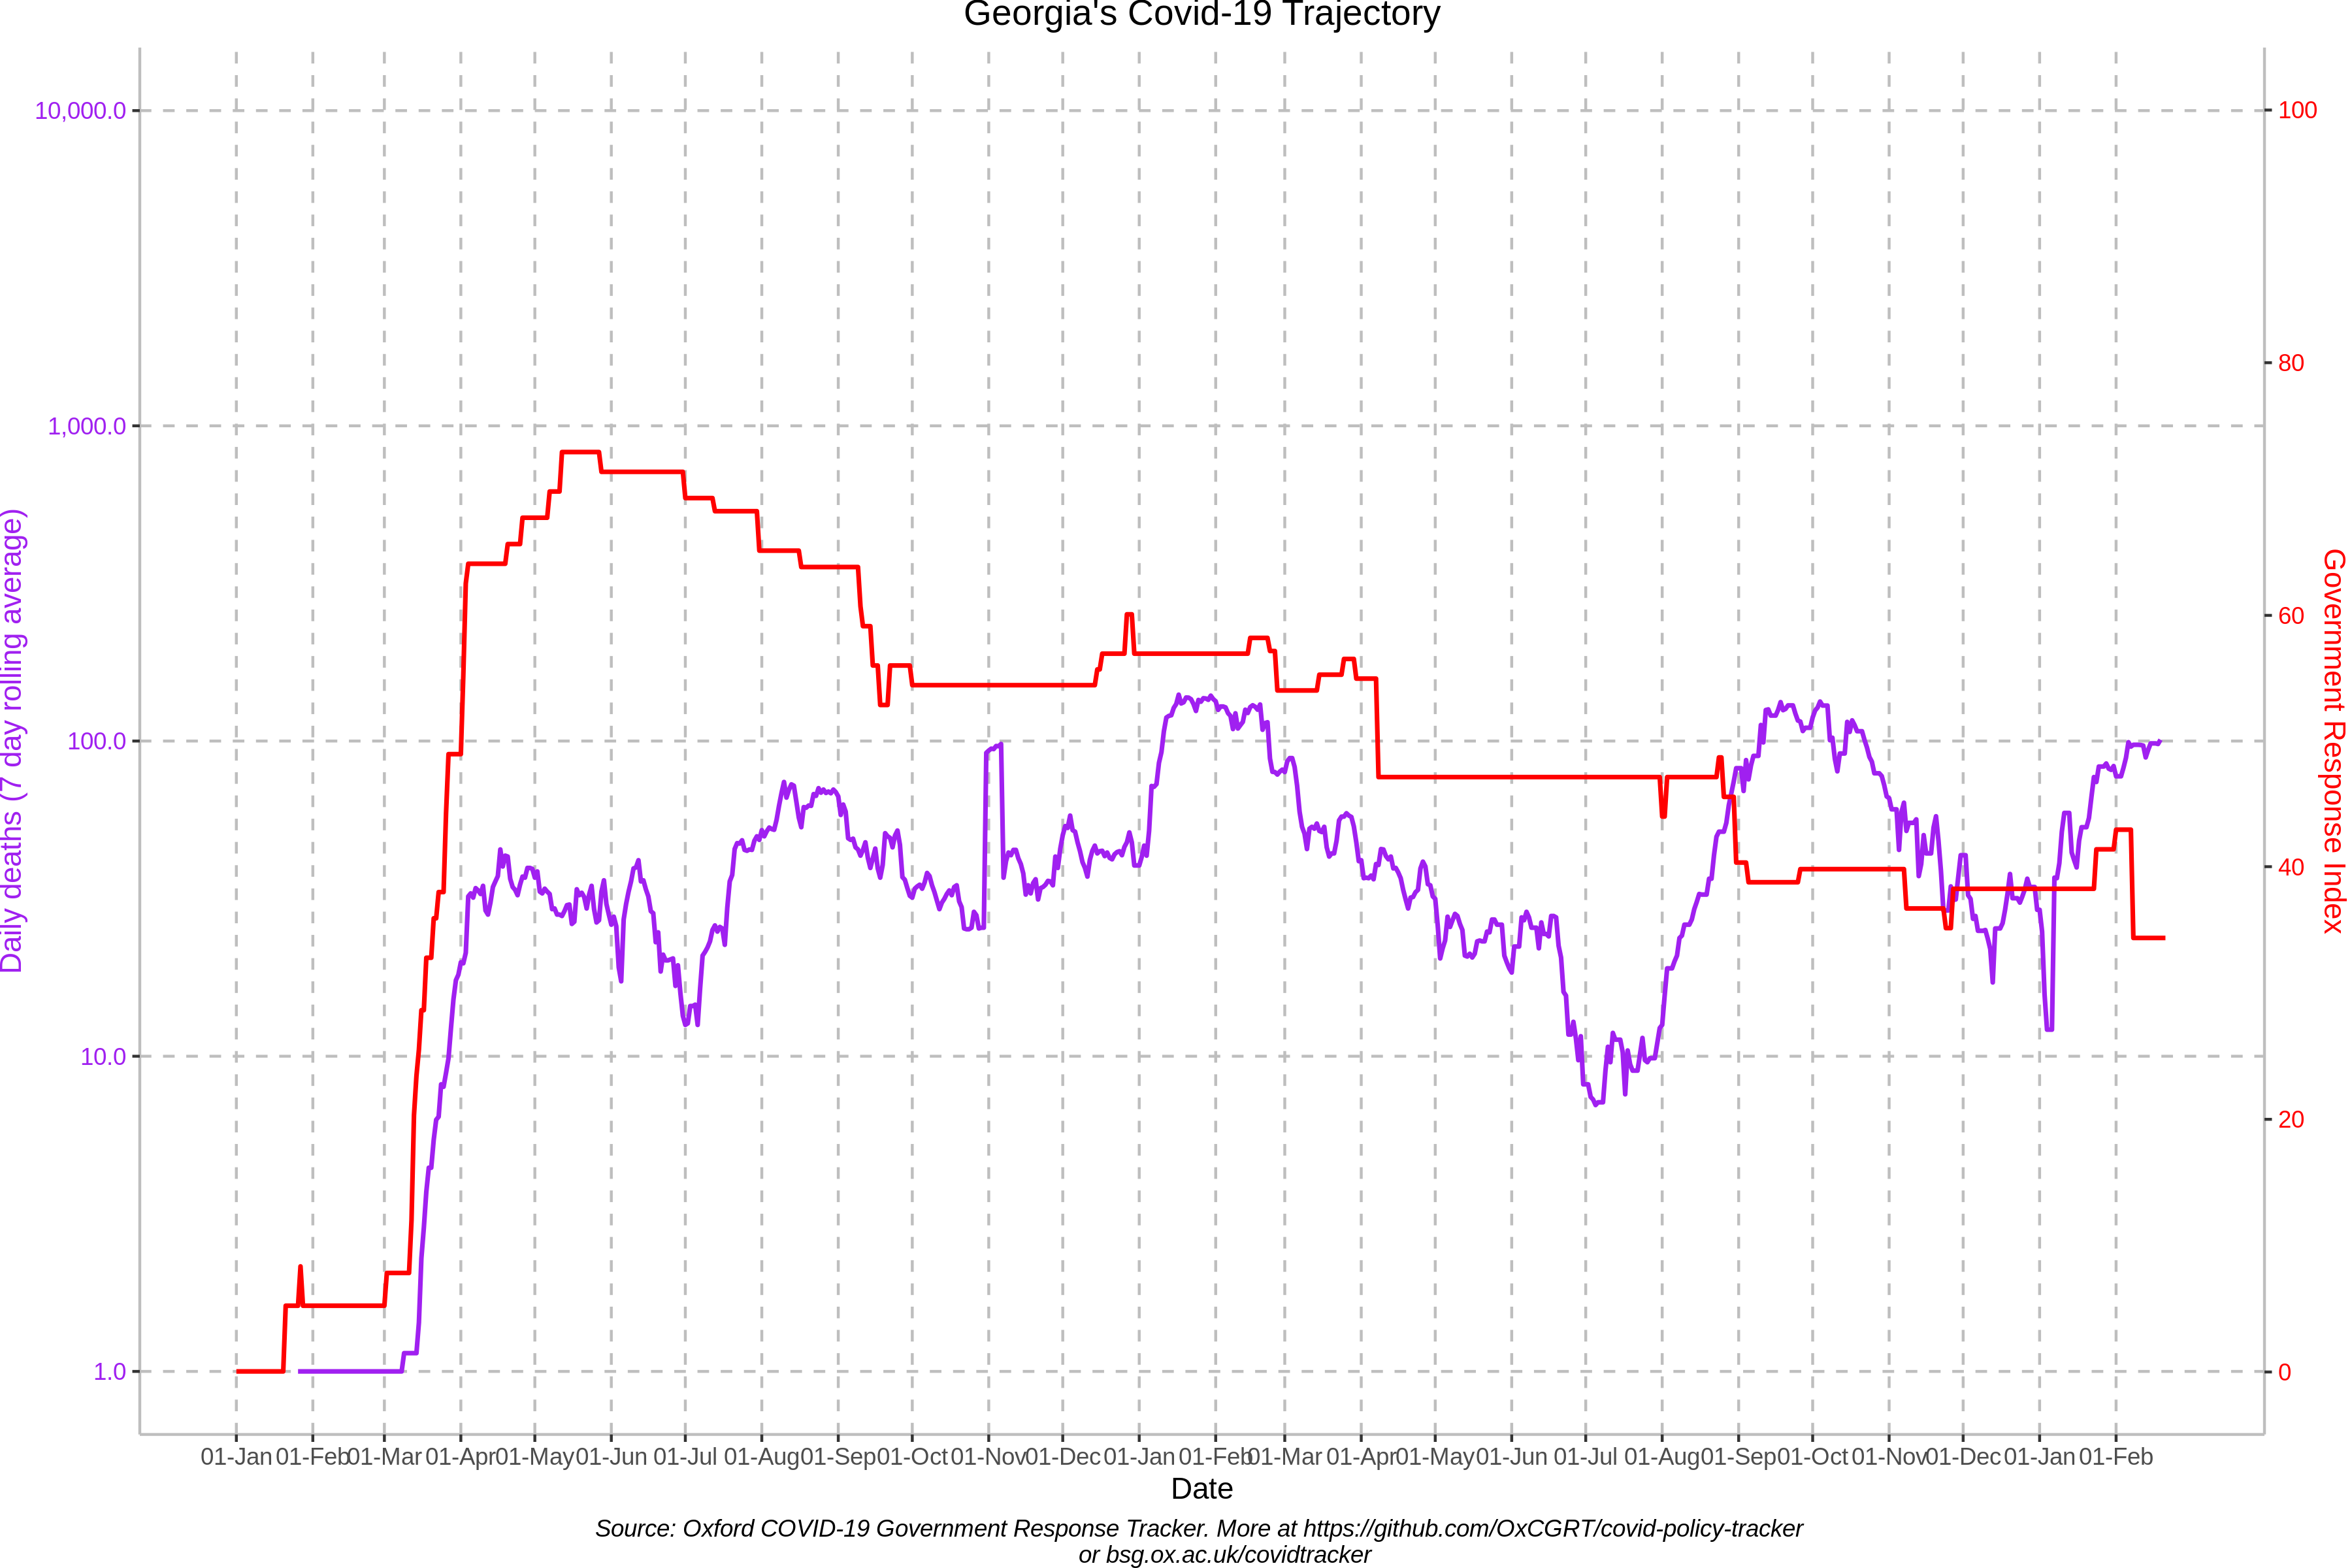 Georgia's Covid-19 Trajectory
10,000.0
1,000.0
100.0
10.0
1.0
Daily deaths (7 day rolling average)
100
80
60
40
20
0
Government Response Index
01-Jan 01-Feb 01-Mar 01-Apr 01-May 01-Jun 01-Jul 01-Aug 01-Sep 01-Oct 01-Nov 01-Dec 01-Jan 01-Feb 01-Mar 01-Apr 01-May 01-Jun 01-Jul 01-Aug 01-Sep 01-Oct 01-Nov 01-Dec 01-Jan 01-Feb
Date
Source: Oxford COVID-19 Government Response Tracker. More at https://github.com/OxCGRT/covid-policy-tracker
or bsg.ox.ac.uk/covidtracker